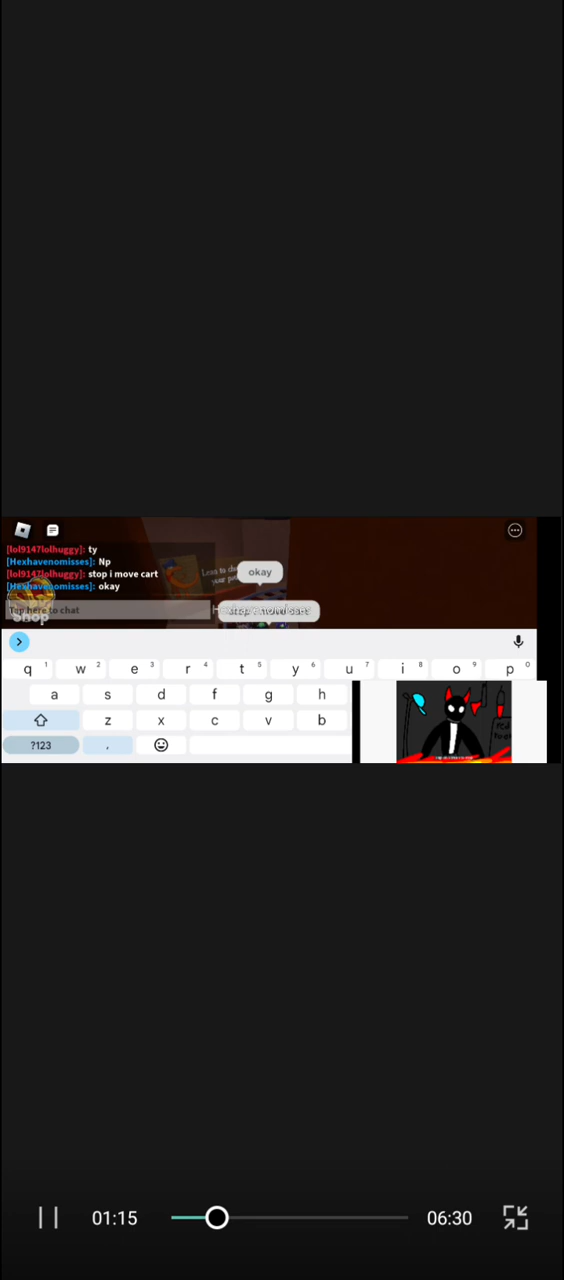 [lol9147lolhuggy]: ty
[Hexhavenomisses]: Np
[lol9147lolhuggy]: stop i move cart
[Hexhavenomisses]: okay
okay
Tap here to chat
Shop
q 1 w 2 e 3 r 4 t 5 y 6 u 7 i 8 o 9 p 0
a s d f g h
z x c v b
?123 ,
01:15 06:30